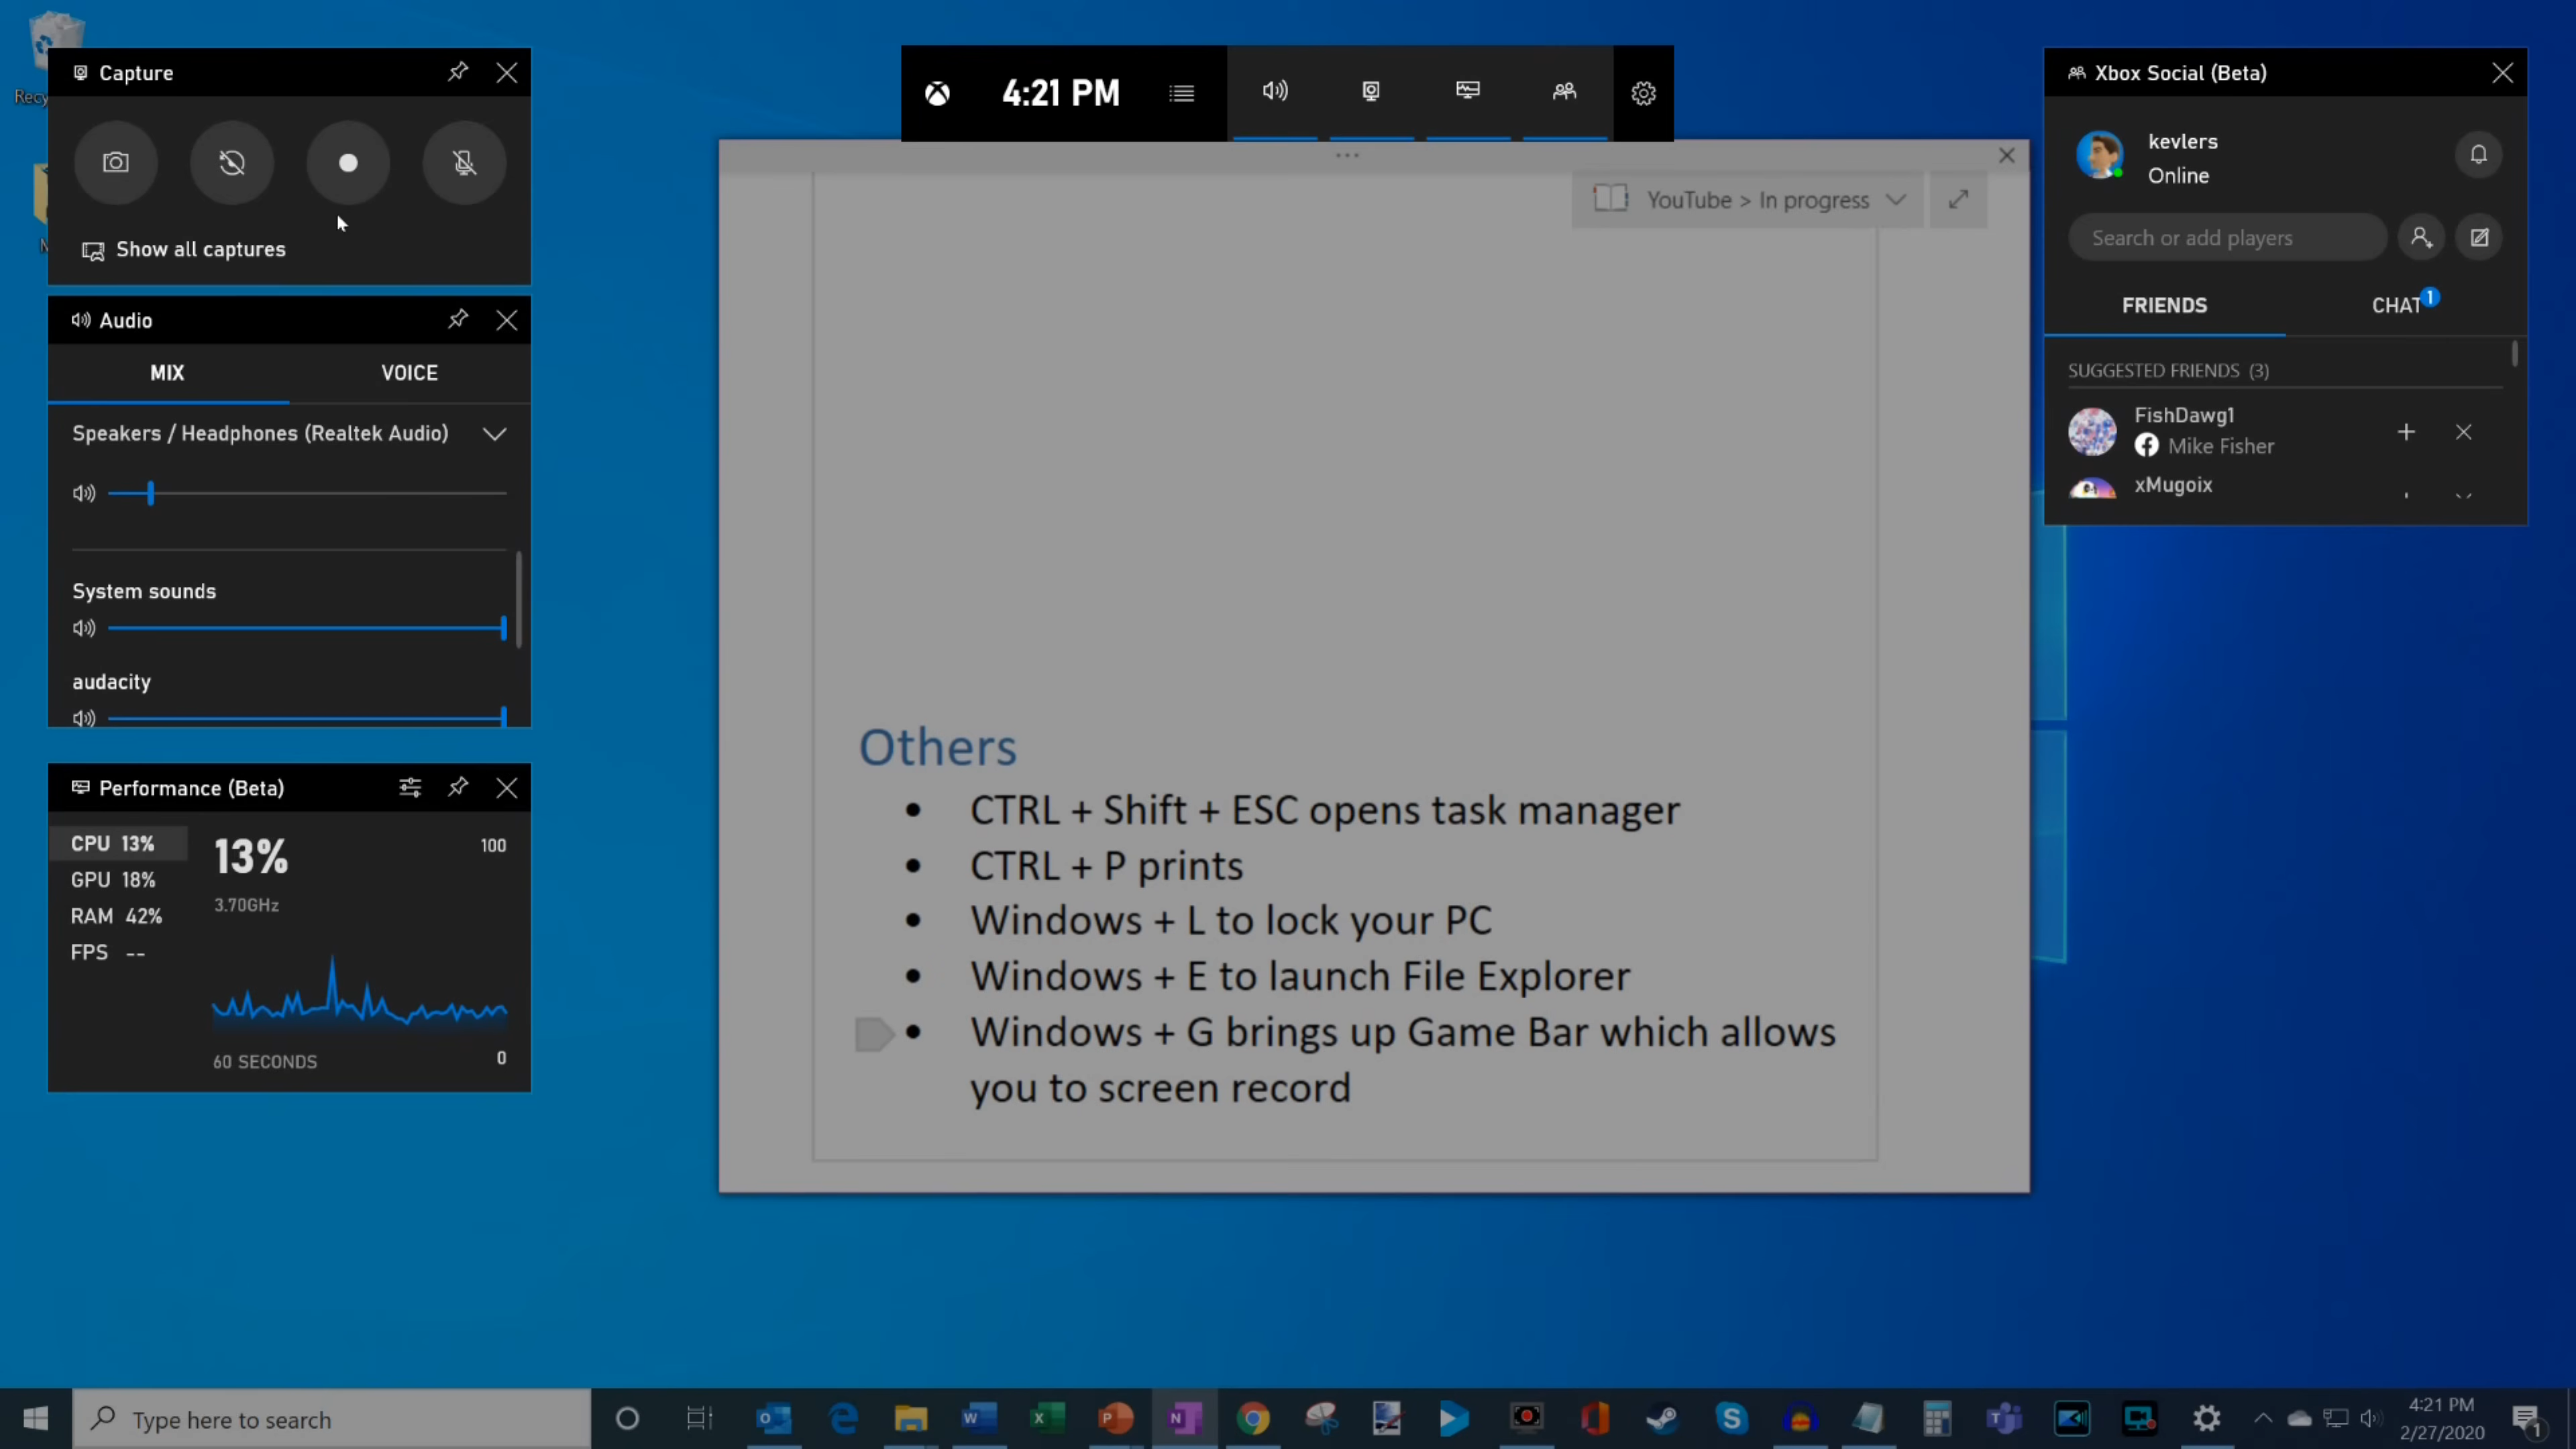 Recy
Capture
Show all captures
Audio
MIX VOICE
Speakers / Headphones (Realtek Audio)
System sounds
audacity
Performance (Beta)
CPU 13%
GPU 18%
RAM 42%
FPS --
13%
3.70GHz
100
60 SECONDS
0
4:21 PM
YouTube > In progress
Others
• CTRL + Shift + ESC opens task manager
• CTRL + P prints
• Windows + L to lock your PC
• Windows + E to launch File Explorer
• Windows + G brings up Game Bar which allows
you to screen record
Xbox Social (Beta)
kevlers
Online
Search or add players
FRIENDS CHAT 1
SUGGESTED FRIENDS (3)
FishDawg1
Mike Fisher
xMugoix
Type here to search
4:21 PM
2/27/2020
1